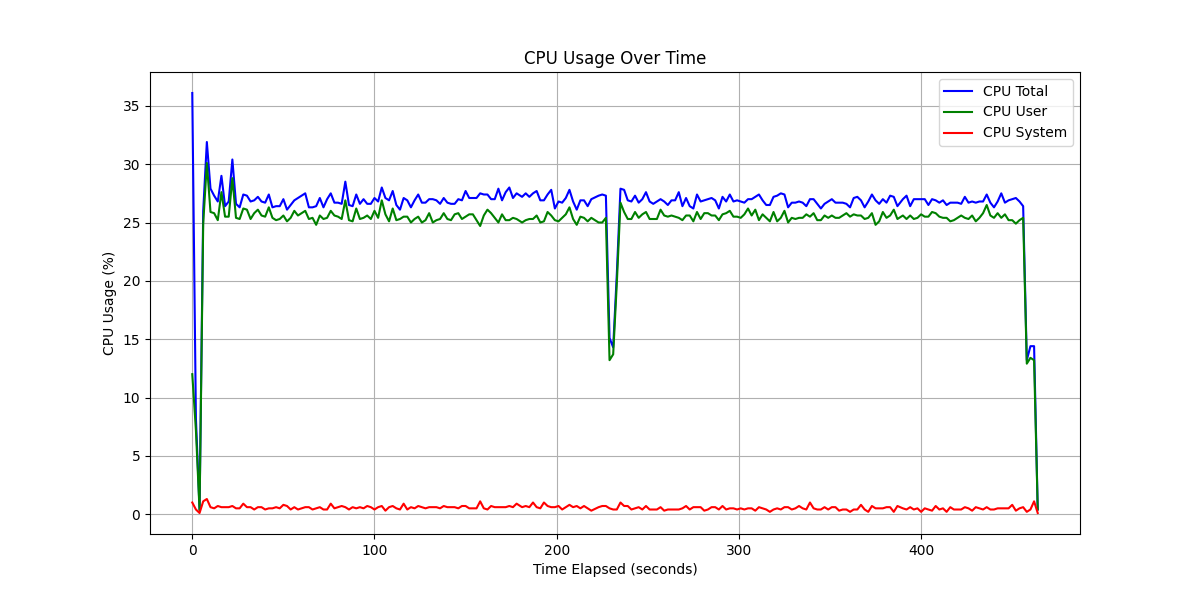 CPU Usage Over Time
CPU Total
CPU User
CPU System
CPU Usage (%)
35
30
25
20
15
10
5
0
0 100 200 300 400
Time Elapsed (seconds)